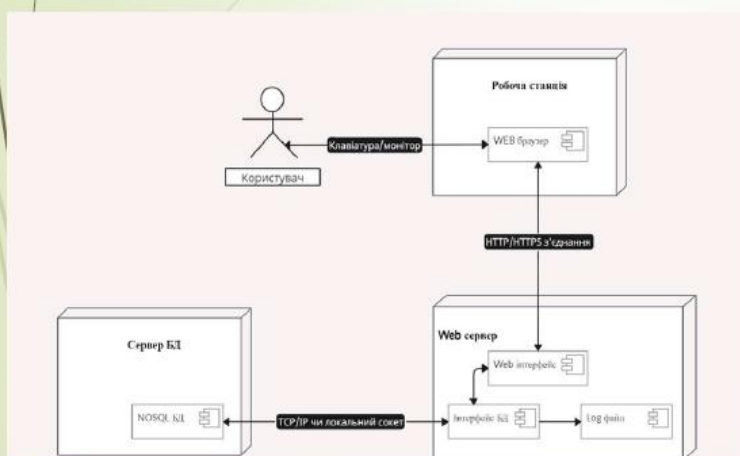 Робоча станція
WEB браузер
Клавіатура/монітор
Користувач
HTTP/HTTPS з'єднання
Сервер БД
Web сервер
Web інтерфейс
NOSQL БД
TCP/IP чи локальний сокет
Інтерфейс БД
Log файл